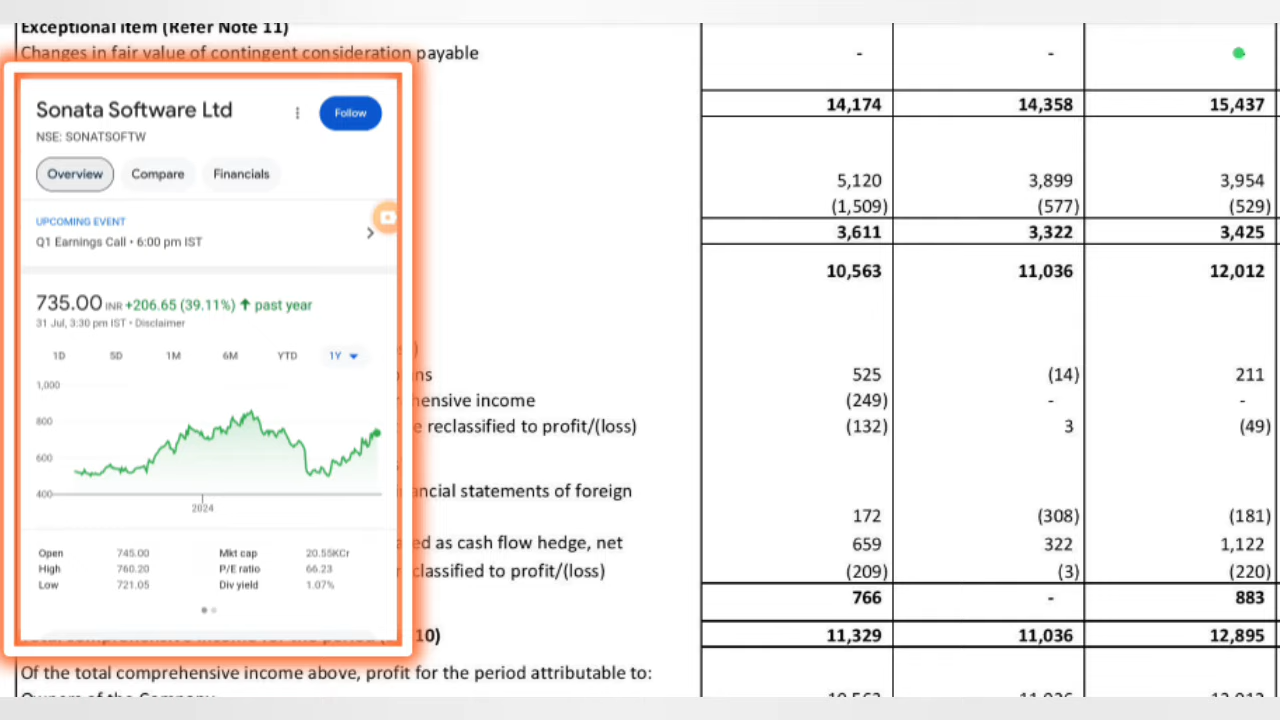 Exceptional item (Refer Note 11)
Changes in fair value of contingent consideration payable - -
14,174 14,358 15,437
5,120 3,899 3,954
(1,509) (577) (529)
3,611 3,322 3,425
10,563 11,036 12,012
525 (14) 211
hensive income (249) - -
reclassified to profit/(loss) (132) 3 (49)
ancial statements of foreign
172 (308) (181)
as cash flow hedge, net 659 322 1,122
classified to profit/(loss) (209) (3) (220)
766 - 883
10) 11,329 11,036 12,895
Of the total comprehensive income above, profit for the period attributable to:
Sonata Software Ltd
Follow
NSE: SONATSOFTW
Overview Compare Financials
UPCOMING EVENT
Q1 Earnings Call • 6:00 pm IST
735.00 INR +206.65 (39.11%) ↑ past year
31 Jul, 3:30 pm IST • Disclaimer
1D 5D 1M 6M YTD 1Y
1,000
800
600
400
2024
Open 745.00 Mkt cap 20.55KCr
High 760.20 P/E ratio 66.23
Low 721.05 Div yield 1.07%